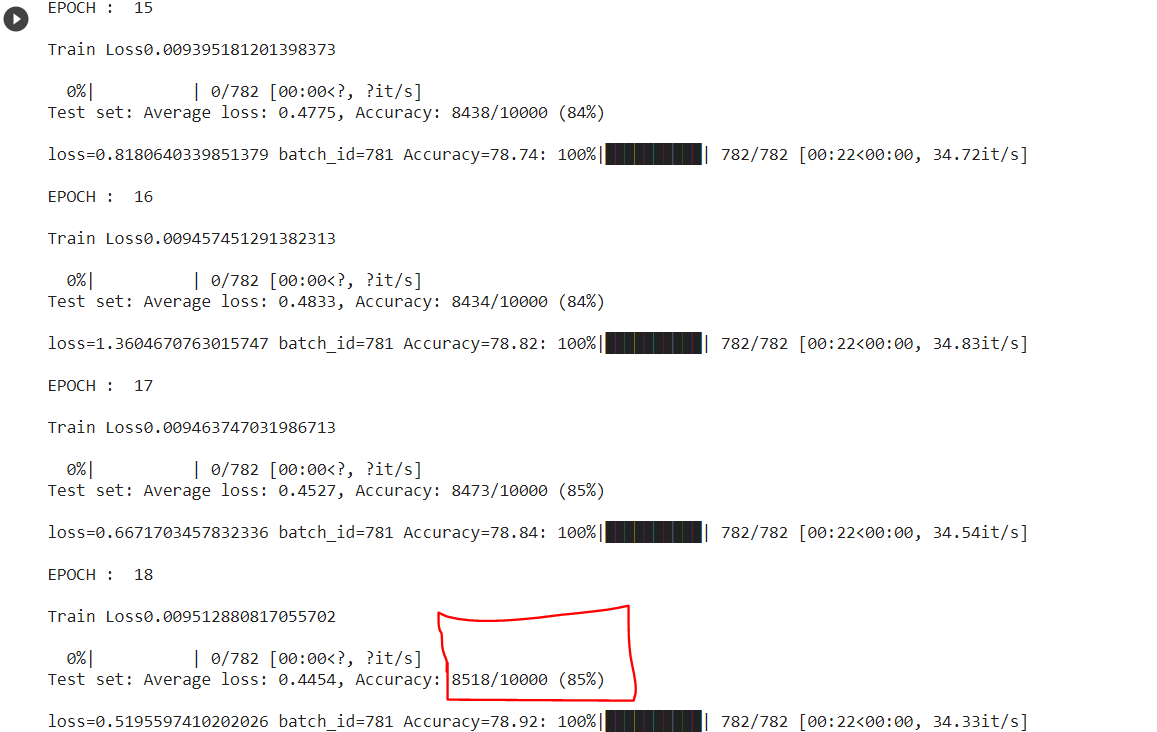 EPOCH :  15
Train Loss0.009395181201398373
0%|          | 0/782 [00:00<?, ?it/s]
Test set: Average loss: 0.4775, Accuracy: 8438/10000 (84%)
loss=0.8180640339851379 batch_id=781 Accuracy=78.74: 100%|██████████| 782/782 [00:22<00:00, 34.72it/s]
EPOCH :  16
Train Loss0.009457451291382313
0%|          | 0/782 [00:00<?, ?it/s]
Test set: Average loss: 0.4833, Accuracy: 8434/10000 (84%)
loss=1.3604670763015747 batch_id=781 Accuracy=78.82: 100%|██████████| 782/782 [00:22<00:00, 34.83it/s]
EPOCH :  17
Train Loss0.009463747031986713
0%|          | 0/782 [00:00<?, ?it/s]
Test set: Average loss: 0.4527, Accuracy: 8473/10000 (85%)
loss=0.6671703457832336 batch_id=781 Accuracy=78.84: 100%|██████████| 782/782 [00:22<00:00, 34.54it/s]
EPOCH :  18
Train Loss0.009512880817055702
0%|          | 0/782 [00:00<?, ?it/s]
Test set: Average loss: 0.4454, Accuracy: 8518/10000 (85%)
loss=0.5195597410202026 batch_id=781 Accuracy=78.92: 100%|██████████| 782/782 [00:22<00:00, 34.33it/s]